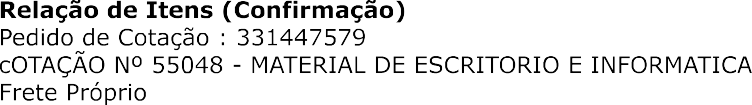 Relação de Itens (Confirmação)
Pedido de Cotação : 331447579
cOTAÇÃO Nº 55048 - MATERIAL DE ESCRITORIO E INFORMATICA
Frete Próprio